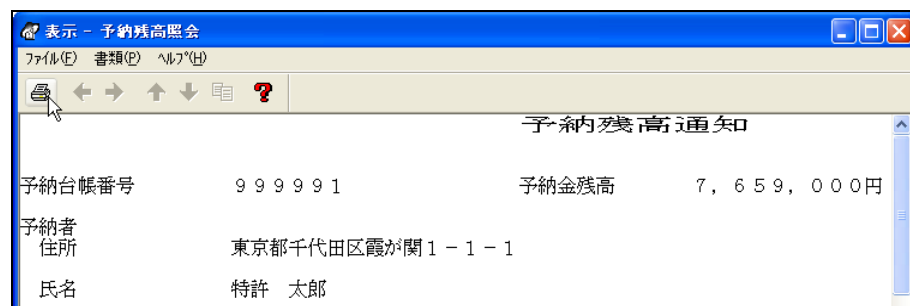 表示 - 予納残高照会
ファイル(F) 書類(P) ヘルプ(H)
予納残高通知
予納台帳番号 999991 予納金残高 7,659,000円
予納者
住所 東京都千代田区霞が関1-1-1
氏名 特許 太郎